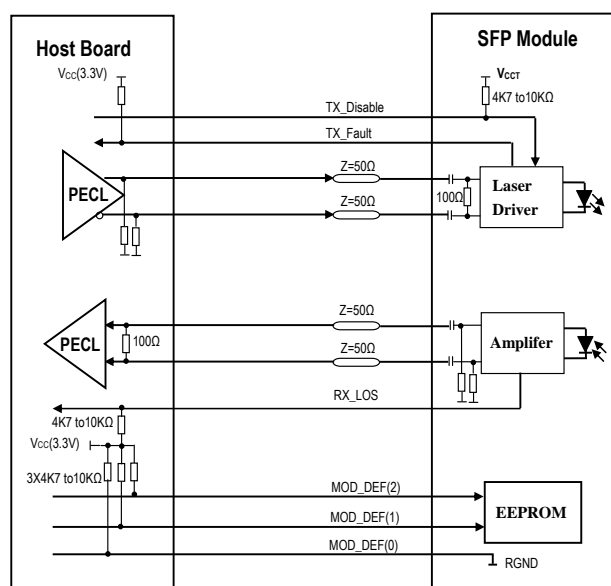 Host Board
SFP Module
Vcc(3.3V)
VCCT
4K7 to10KΩ
TX_Disable
TX_Fault
Z=50Ω
PECL
100Ω
Laser
Driver
Z=50Ω
Z=50Ω
PECL
100Ω
Amplifer
Z=50Ω
RX_LOS
4K7 to10KΩ
Vcc(3.3V)
3X4K7 to10KΩ
MOD_DEF(2)
EEPROM
MOD_DEF(1)
MOD_DEF(0)
RGND